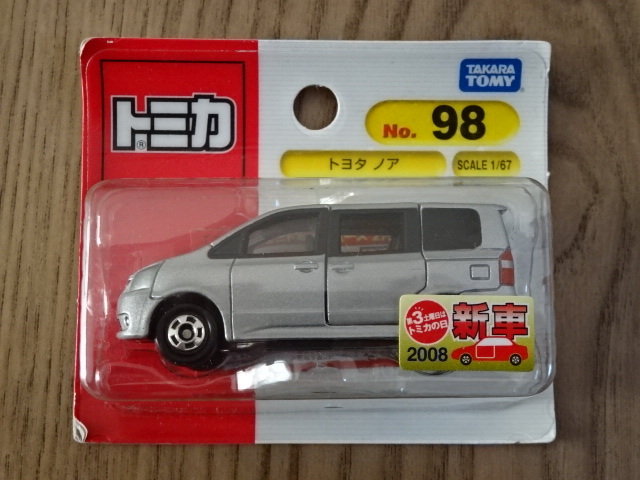 トミカ
®
TAKARA
TOMY
No. 98
トヨタ ノア
SCALE 1/67
第3土曜日は
トミカの日
新車
2008